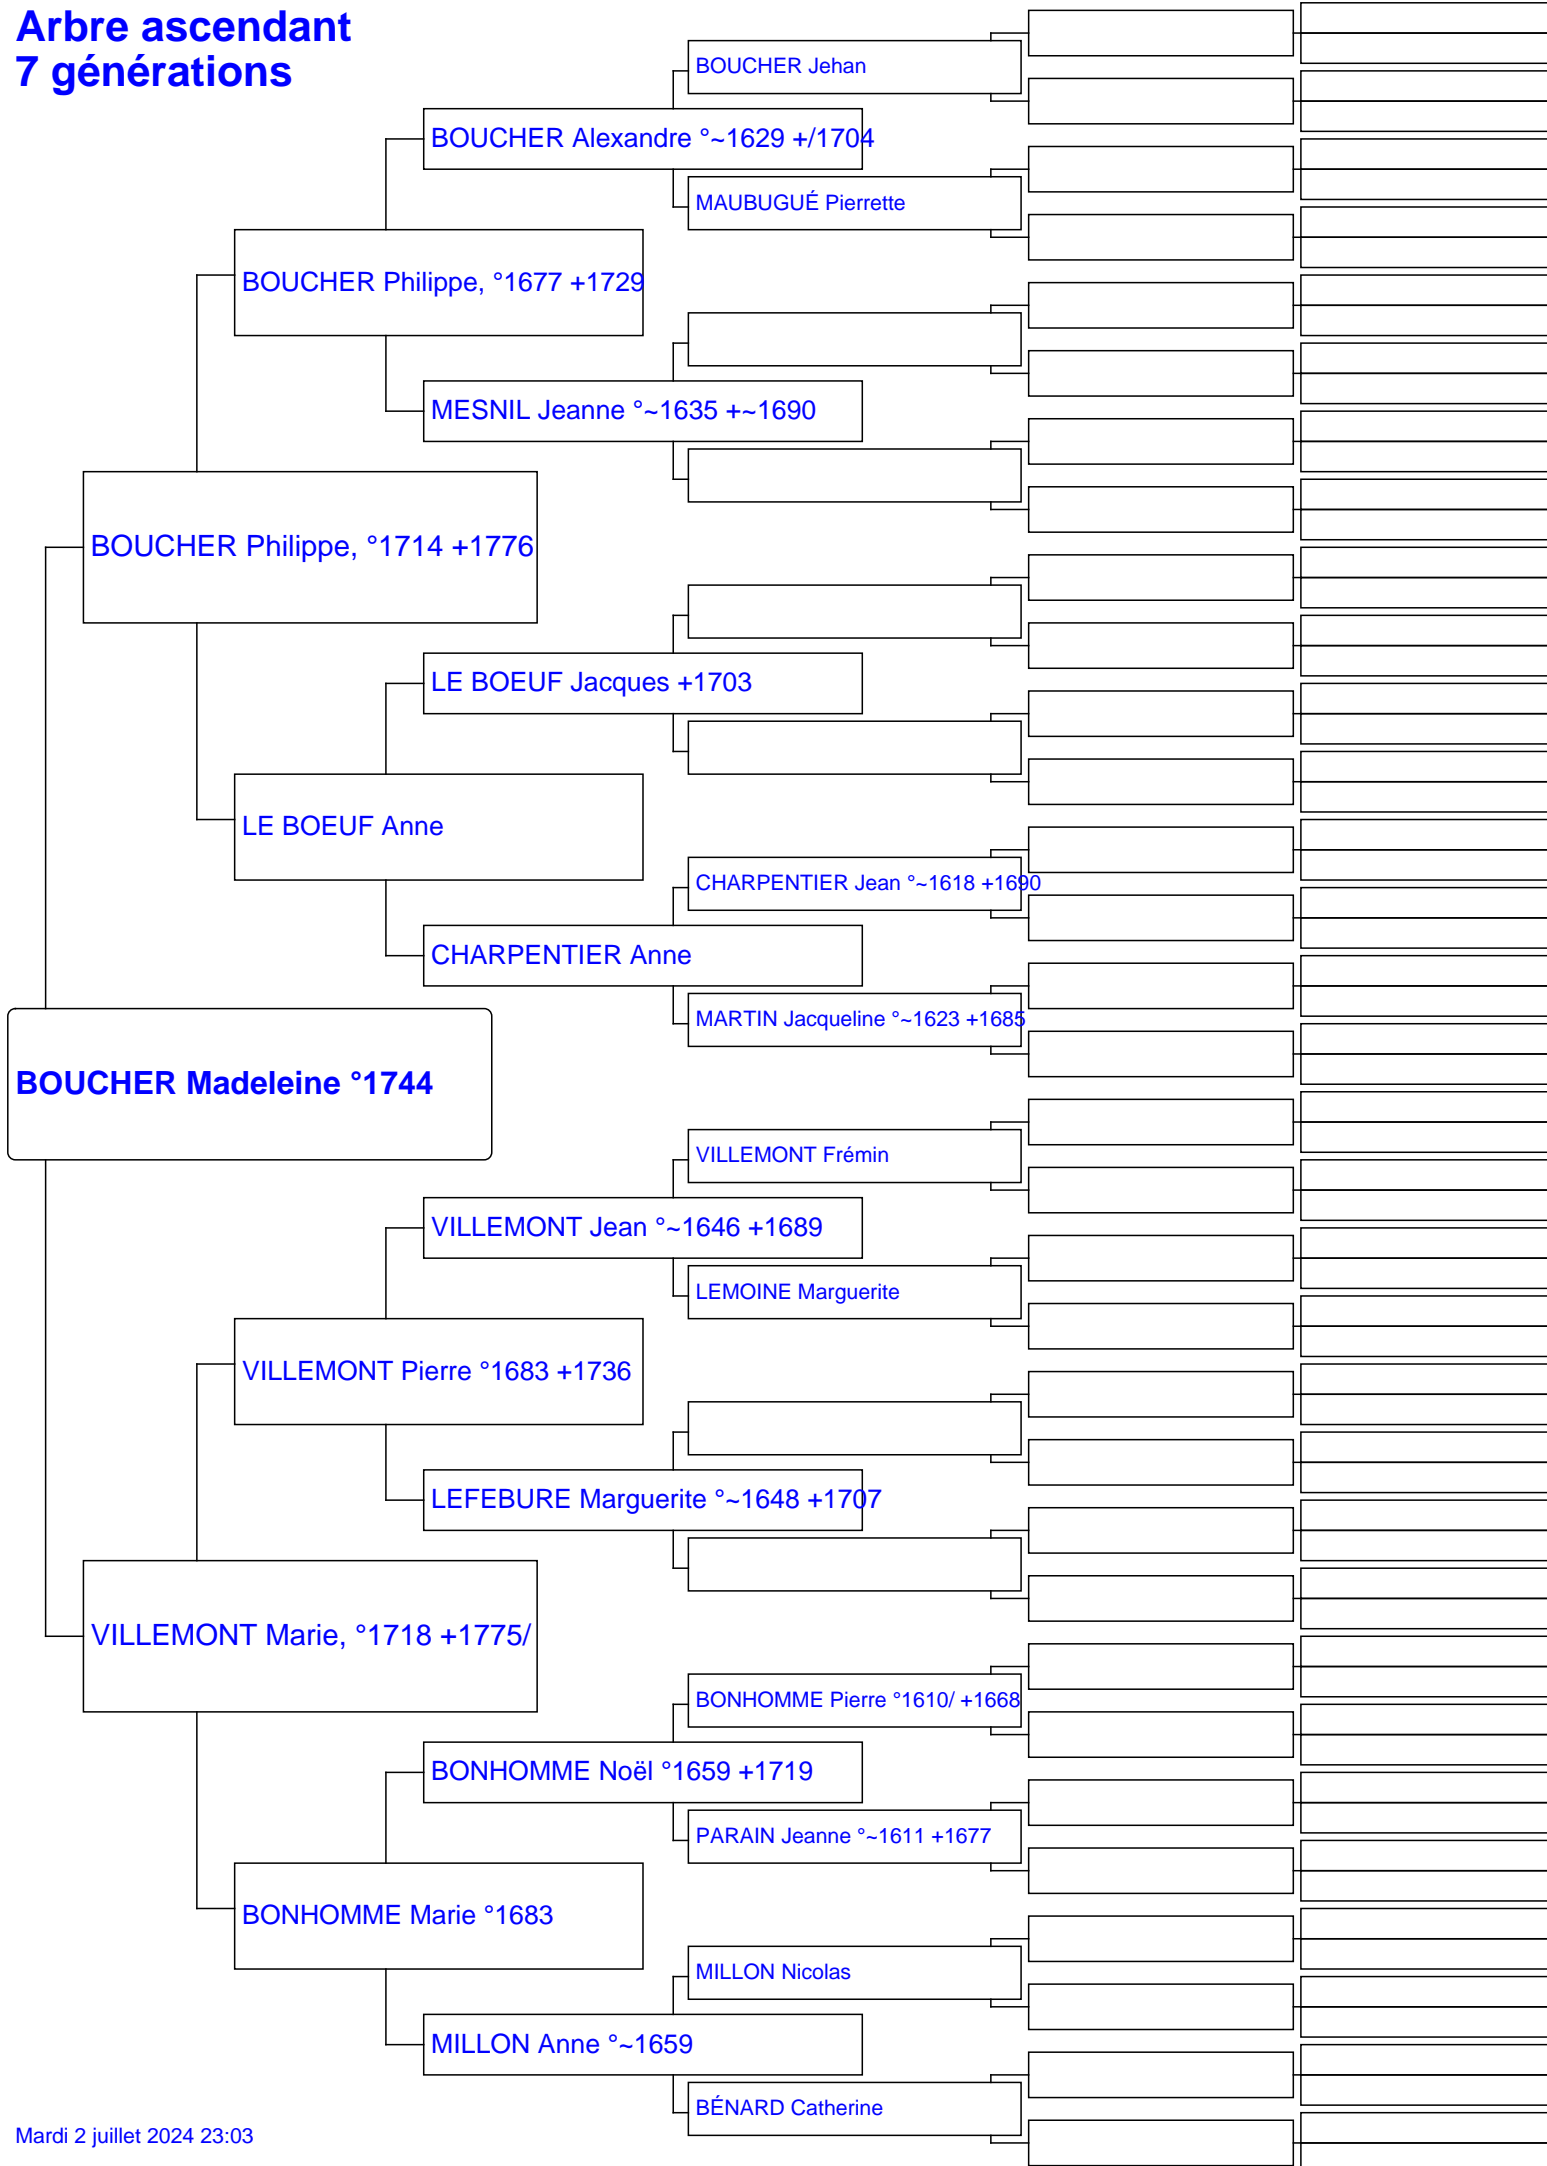 Arbre ascendant
7 générations
BOUCHER Jehan
BOUCHER Alexandre °~1629 +/1704
MAUBUGUÉ Pierrette
BOUCHER Philippe, °1677 +1729
MESNIL Jeanne °~1635 +~1690
BOUCHER Philippe, °1714 +1776
LE BOEUF Jacques +1703
LE BOEUF Anne
CHARPENTIER Jean °~1618 +1690
CHARPENTIER Anne
MARTIN Jacqueline °~1623 +1685
BOUCHER Madeleine °1744
VILLEMONT Frémin
VILLEMONT Jean °~1646 +1689
LEMOINE Marguerite
VILLEMONT Pierre °1683 +1736
LEFEBURE Marguerite °~1648 +1707
VILLEMONT Marie, °1718 +1775/
BONHOMME Pierre °1610/ +1668
BONHOMME Noël °1659 +1719
PARAIN Jeanne °~1611 +1677
BONHOMME Marie °1683
MILLON Nicolas
MILLON Anne °~1659
BÉNARD Catherine
Mardi 2 juillet 2024 23:03